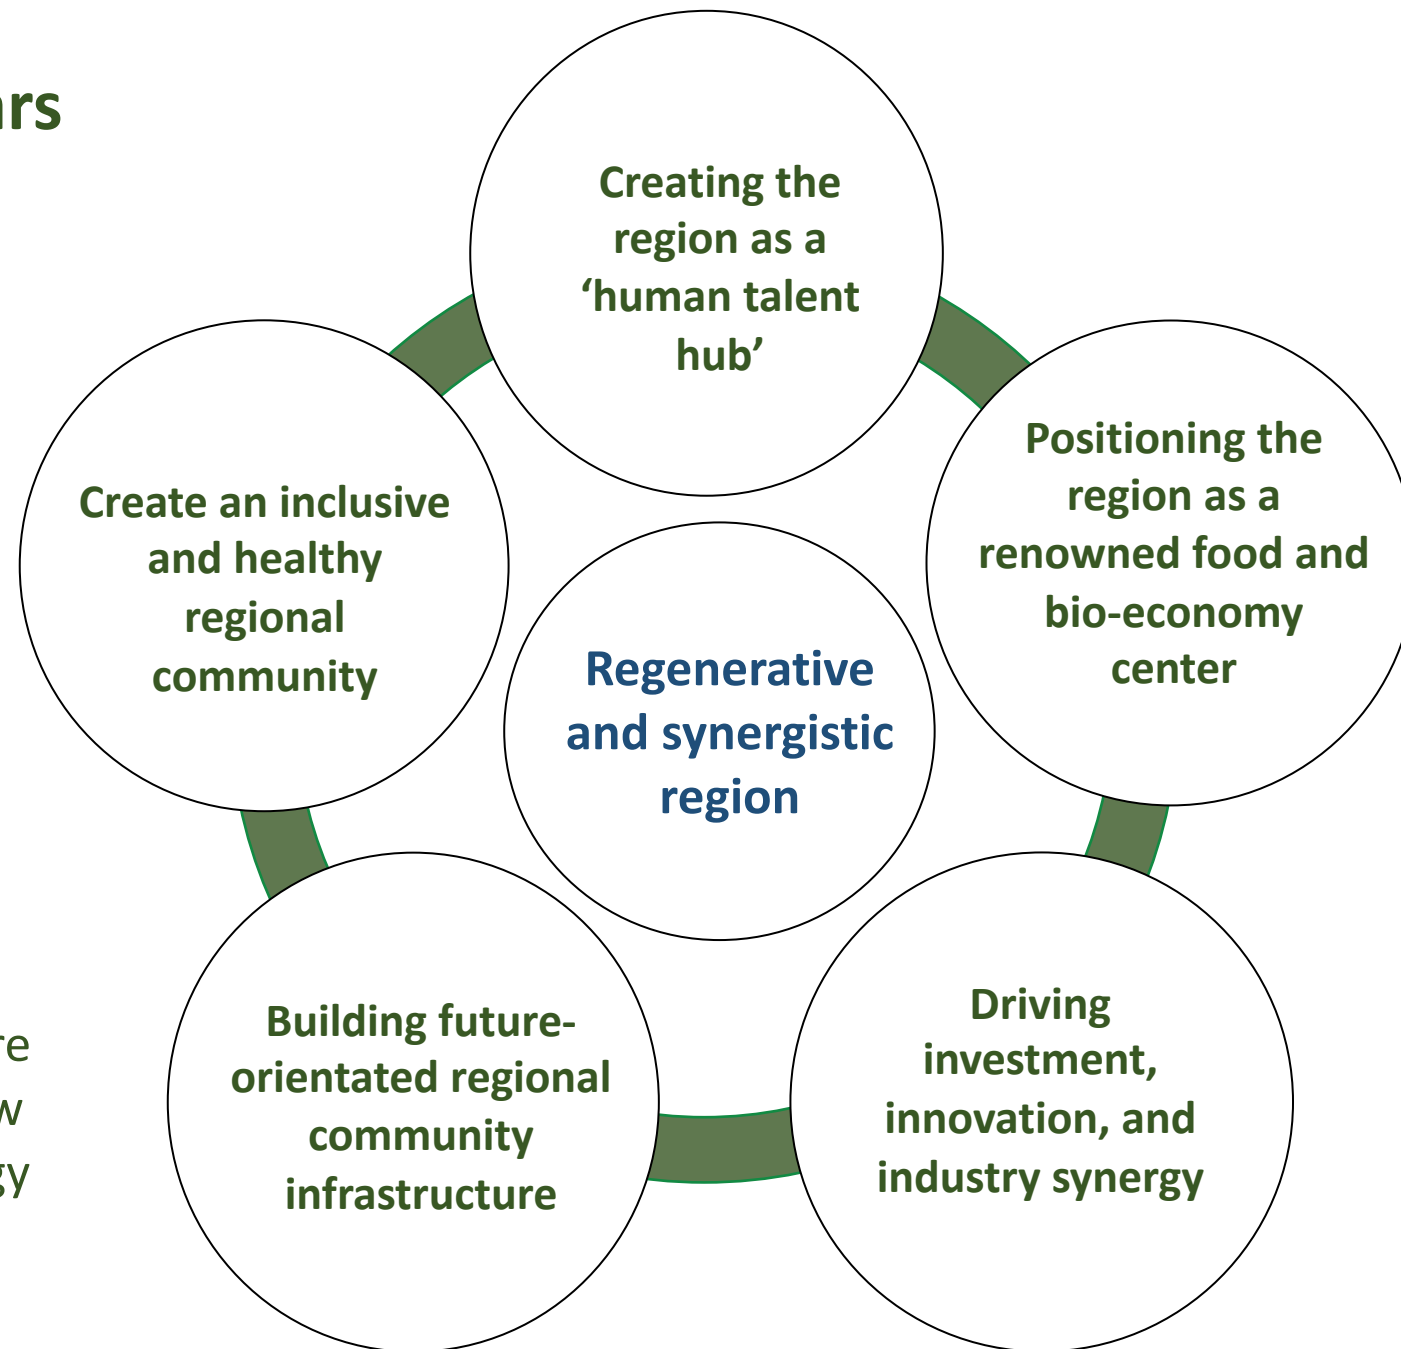 ars
Creating the
region as a
‘human talent
hub’
Positioning the
region as a
renowned food and
bio-economy
center
Create an inclusive
and healthy
regional
community
Regenerative
and synergistic
region
Driving
investment,
innovation, and
industry synergy
Building future-
orientated regional
community
infrastructure
re
w
gy